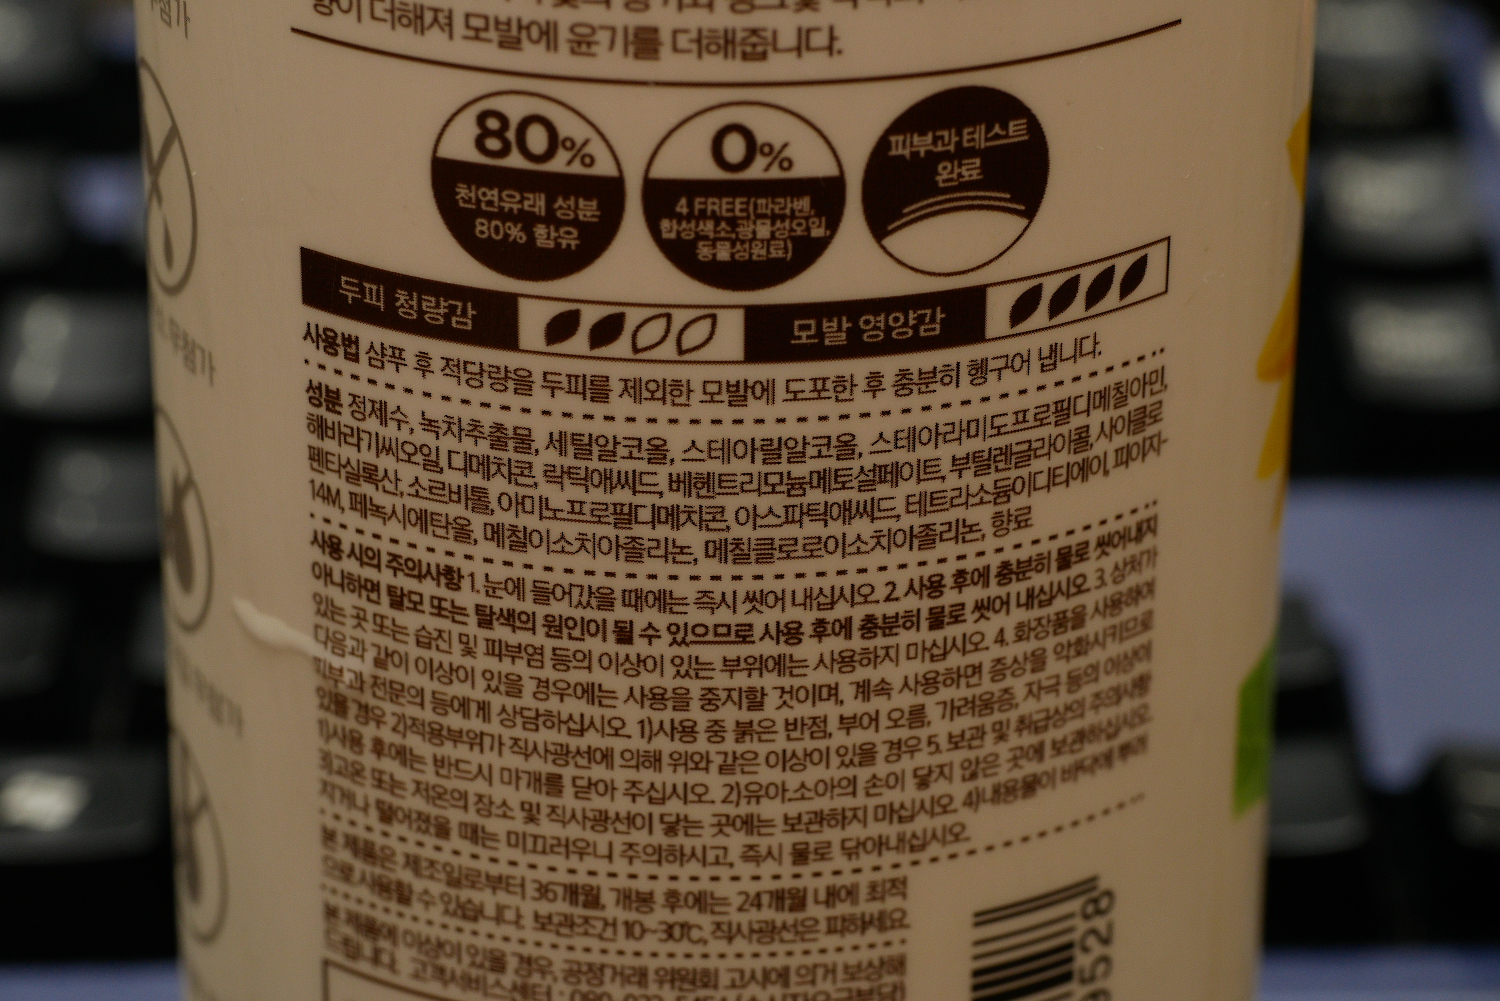 향이 더해져 모발에 윤기를 더해줍니다.
80%
천연유래 성분
80% 함유
0%
4 FREE(파라벤,
합성색소,광물성오일,
동물성원료)
피부과 테스트
완료
두피 청량감
모발 영양감
사용법 샴푸 후 적당량을 두피를 제외한 모발에 도포한 후 충분히 헹구어 냅니다.
성분 정제수, 녹차추출물, 세틸알코올, 스테아릴알코올, 스테아라미도프로필디메칠아민,
해바라기씨오일, 디메치콘, 락틱애씨드, 베헨트리모늄메토설페이트, 부틸렌글라이콜, 사이클로
펜타실록산, 소르비톨, 아미노프로필디메치콘, 아스파틱애씨드, 테트라소듐이디티에이, 피이지-
14M, 페녹시에탄올, 메칠이소치아졸리논, 메칠클로로이소치아졸리논, 향료
사용 시의 주의사항 1. 눈에 들어갔을 때에는 즉시 씻어 내십시오. 2. 사용 후에 충분히 물로 씻어내지
아니하면 탈모 또는 탈색의 원인이 될 수 있으므로 사용 후에 충분히 물로 씻어 내십시오. 3. 상처가
있는 곳 또는 습진 및 피부염 등의 이상이 있는 부위에는 사용하지 마십시오. 4. 화장품을 사용하여
다음과 같이 이상이 있을 경우에는 사용을 중지할 것이며, 계속 사용하면 증상을 악화시키므로
피부과 전문의 등에게 상담하십시오. 1)사용 중 붉은 반점, 부어 오름, 가려움증, 자극 등의 이상이
있을 경우 2)적용부위가 직사광선에 의해 위와 같은 이상이 있을 경우 5. 보관 및 취급상의 주의사항
1)사용 후에는 반드시 마개를 닫아 주십시오. 2)유아.소아의 손이 닿지 않은 곳에 보관하십시오.
3)고온 또는 저온의 장소 및 직사광선이 닿는 곳에는 보관하지 마십시오. 4)내용물이 바닥에 뿌려
지거나 떨어졌을 때는 미끄러우니 주의하시고, 즉시 물로 닦아내십시오.
본 제품은 제조일로부터 36개월, 개봉 후에는 24개월 내에 최적
으로 사용할 수 있습니다. 보관조건 10~30℃, 직사광선은 피하세요.
본 제품에 이상이 있을 경우, 공정거래 위원회 고시에 의거 보상해
드립니다. 고객서비스센터 : 080-023-5454
9528